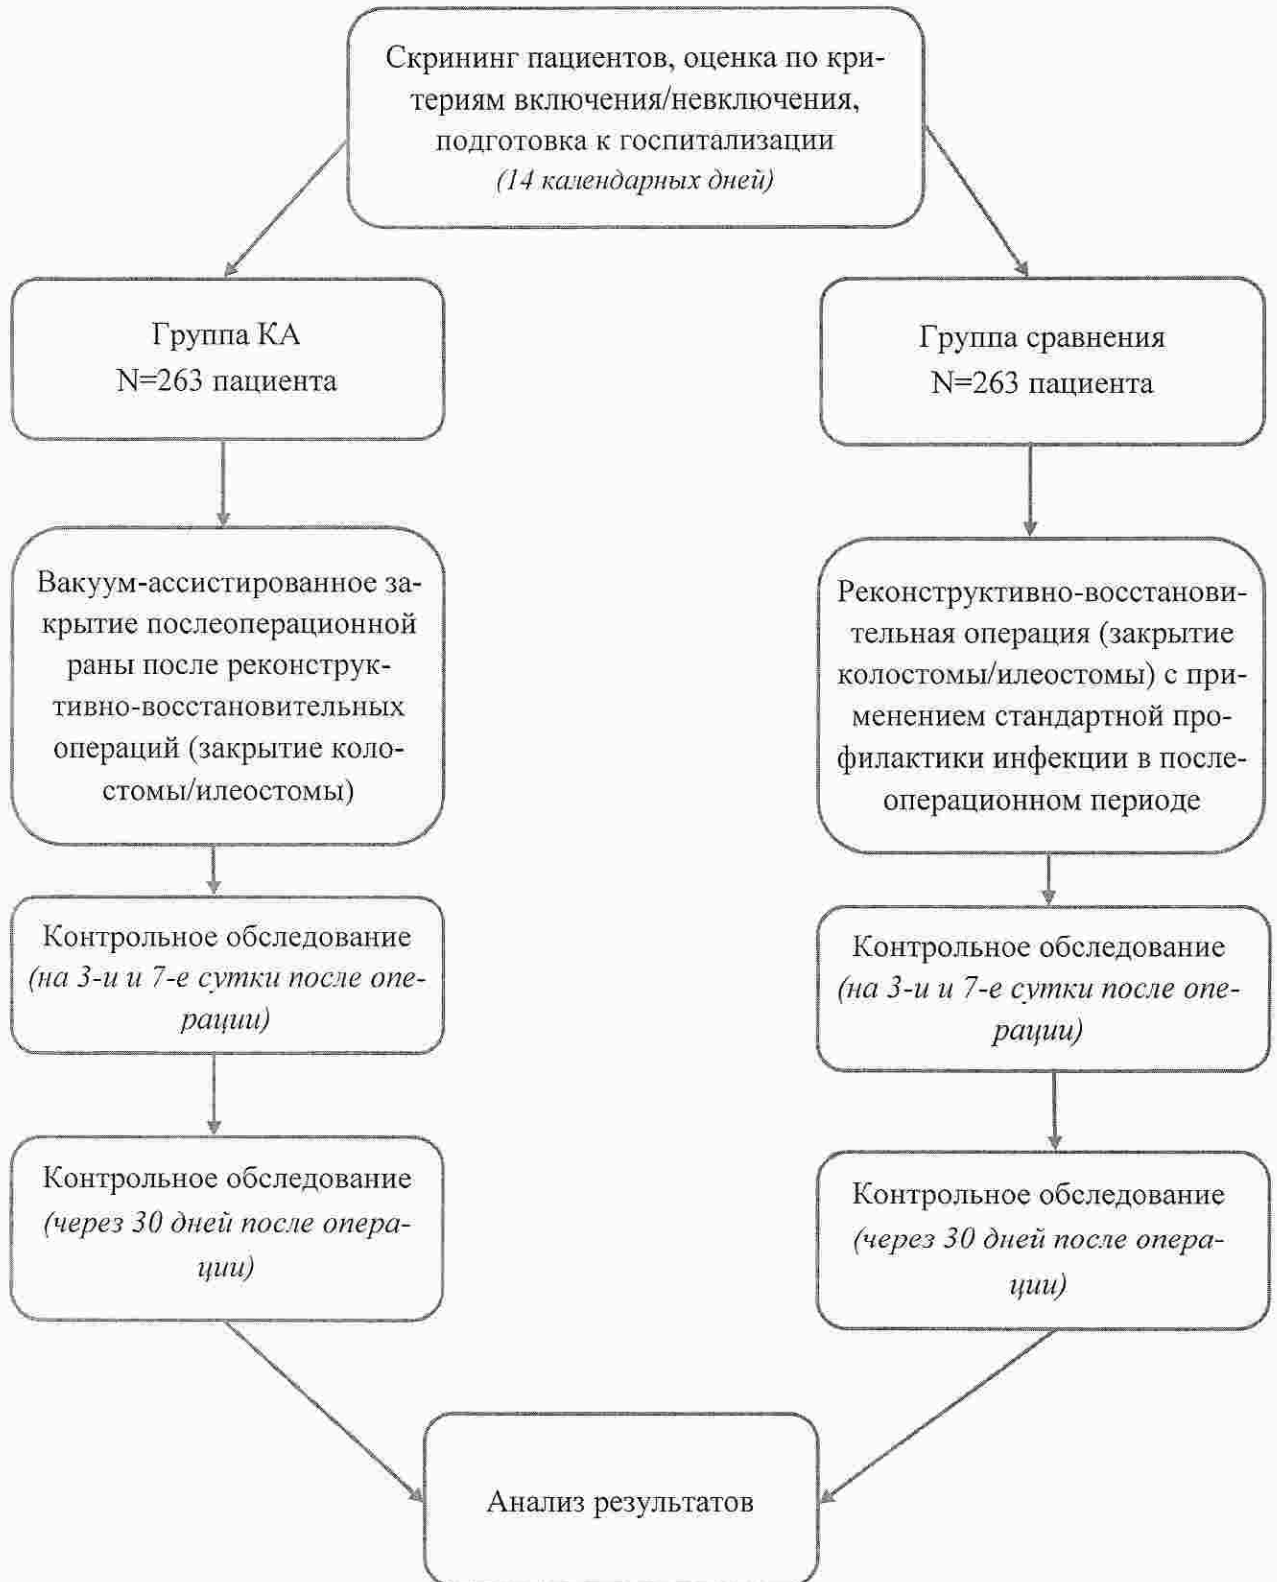 Скрининг пациентов, оценка по кри-
териям включения/невключения,
подготовка к госпитализации
(14 календарных дней)
Группа КА
N=263 пациента
Группа сравнения
N=263 пациента
Вакуум-ассистированное за-
крытие послеоперационной
раны после реконструк-
тивно-восстановительных
операций (закрытие коло-
стомы/илеостомы)
Реконструктивно-восстанови-
тельная операция (закрытие
колостомы/илеостомы) с при-
менением стандартной про-
филактики инфекции в после-
операционном периоде
Контрольное обследование
(на 3-и и 7-е сутки после опе-
рации)
Контрольное обследование
(на 3-и и 7-е сутки после опе-
рации)
Контрольное обследование
(через 30 дней после опера-
ции)
Контрольное обследование
(через 30 дней после опера-
ции)
Анализ результатов